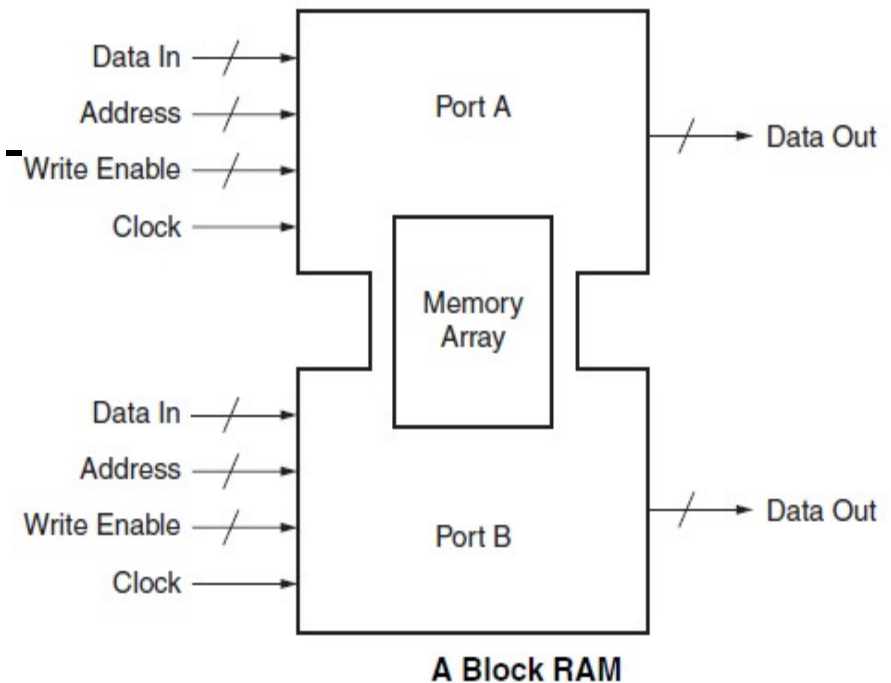 Data In
Address
Write Enable
Clock
Port A
Data Out
Memory
Array
Data In
Address
Write Enable
Clock
Port B
Data Out
A Block RAM